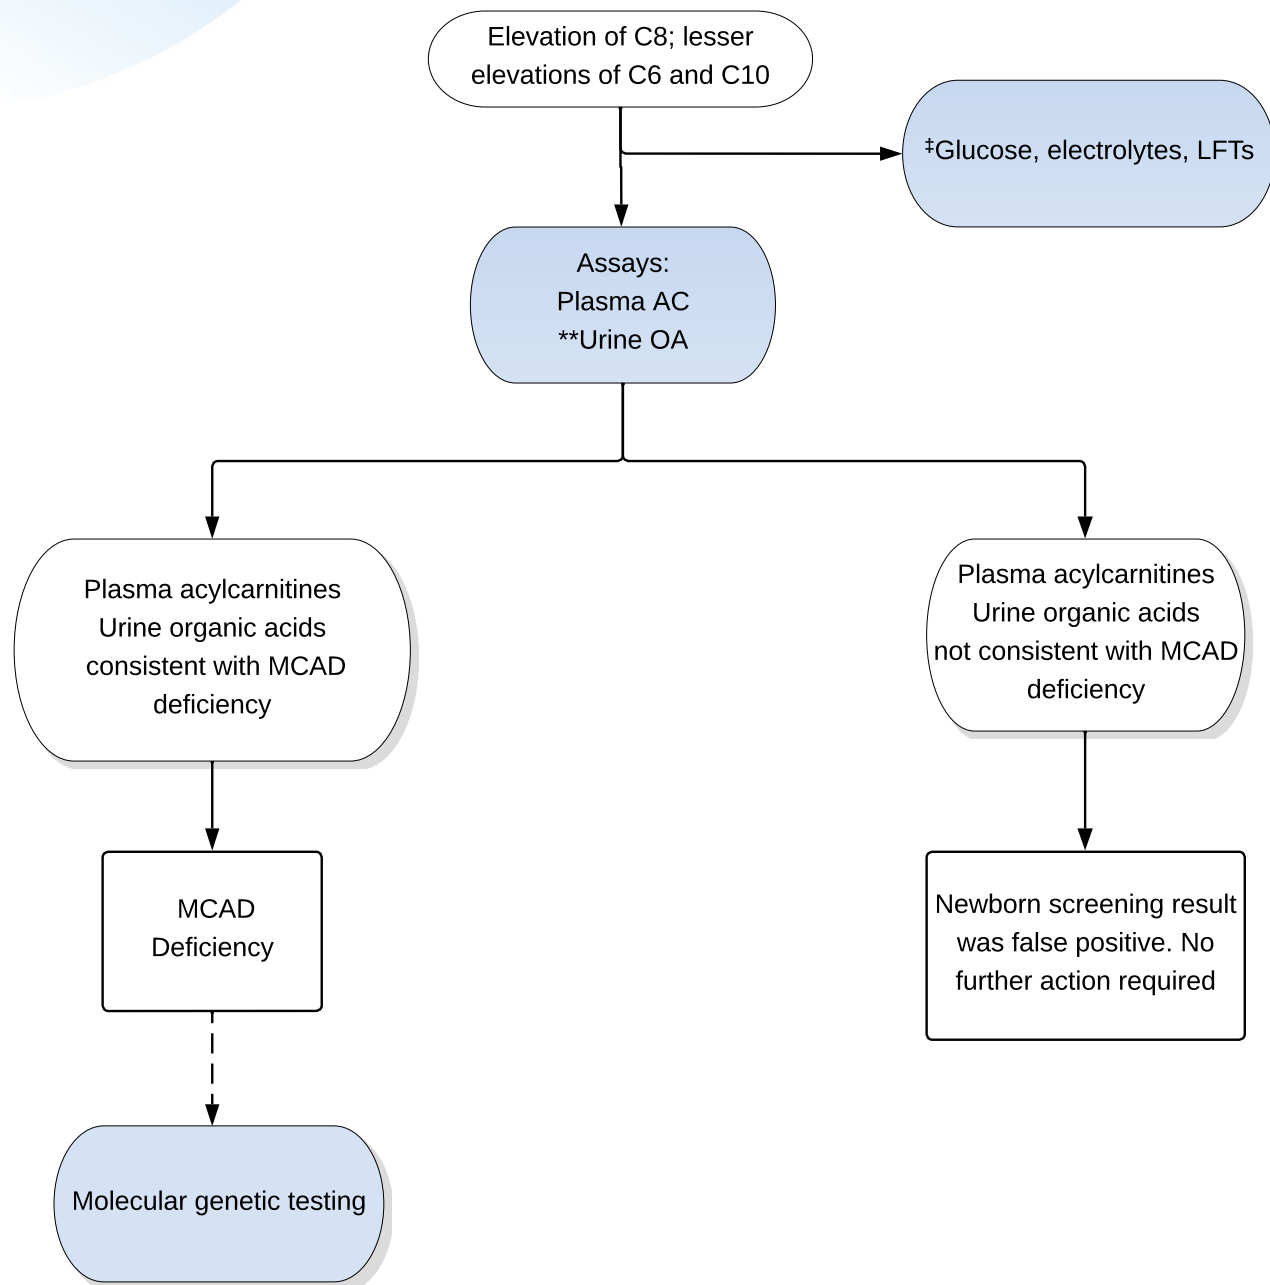 Elevation of C8; lesser
elevations of C6 and C10
‡Glucose, electrolytes, LFTs
Assays:
Plasma AC
**Urine OA
Plasma acylcarnitines
Urine organic acids
consistent with MCAD
deficiency
Plasma acylcarnitines
Urine organic acids
not consistent with MCAD
deficiency
MCAD
Deficiency
Newborn screening result
was false positive. No
further action required
Molecular genetic testing